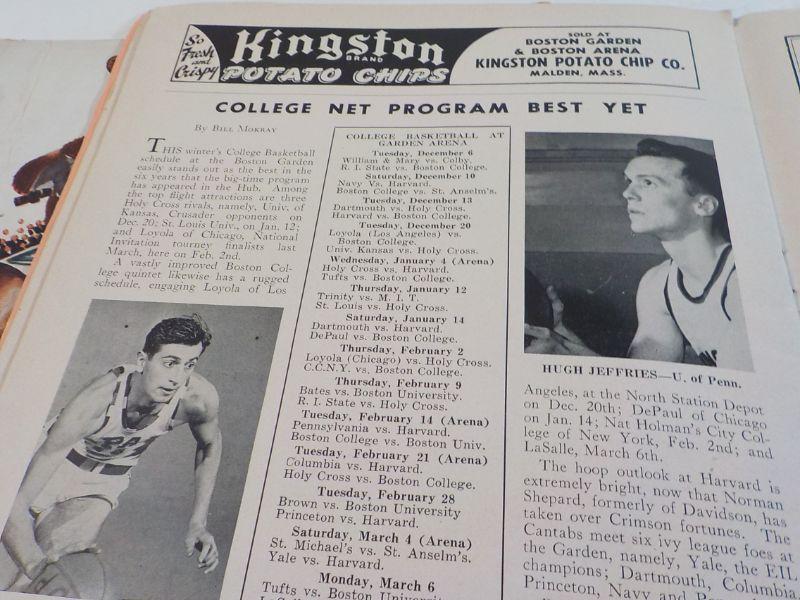 So
Fresh
and
Crispy
Kingston
BRAND
POTATO CHIPS
SOLD AT
BOSTON GARDEN
& BOSTON ARENA
KINGSTON POTATO CHIP CO.
MALDEN, MASS.
COLLEGE NET PROGRAM BEST YET
By Bill Mokray
THIS winter's College Basketball
schedule at the Boston Garden
easily stands out as the best in the
six years that the big-time program
has appeared in the Hub. Among
the top flight attractions are three
Holy Cross rivals, namely, Univ. of
Kansas, Crusader opponents on
Dec. 20; St. Louis Univ., on Jan. 12;
and Loyola of Chicago, National
Invitation tourney finalists last
March, here on Feb. 2nd.
A vastly improved Boston Col-
lege quintet likewise has a rugged
schedule, engaging Loyola of Los
COLLEGE BASKETBALL AT
GARDEN ARENA
Tuesday, December 6
William & Mary vs. Colby.
R. I. State vs. Boston College.
Saturday, December 10
Navy Vs. Harvard.
Boston College vs. St. Anselm's.
Tuesday, December 13
Dartmouth vs. Holy Cross.
Harvard vs. Boston College.
Tuesday, December 20
Loyola (Los Angeles) vs.
Boston College.
Univ. Kansas vs. Holy Cross.
Wednesday, January 4 (Arena)
Holy Cross vs. Harvard.
Tufts vs. Boston College.
Thursday, January 12
Trinity vs. M. I. T.
St. Louis vs. Holy Cross.
Saturday, January 14
Dartmouth vs. Harvard.
DePaul vs. Boston College.
Thursday, February 2
Loyola (Chicago) vs. Holy Cross.
C.C.N.Y. vs. Boston College.
Thursday, February 9
Bates vs. Boston University.
R. I. State vs. Holy Cross.
Tuesday, February 14 (Arena)
Pennsylvania vs. Harvard.
Boston College vs. Boston Univ.
Tuesday, February 21 (Arena)
Columbia vs. Harvard.
Holy Cross vs. Boston College.
Tuesday, February 28
Brown vs. Boston University
Princeton vs. Harvard.
Saturday, March 4 (Arena)
St. Michael's vs. St. Anselm's.
Yale vs. Harvard.
Monday, March 6
Tufts vs. Boston University
HUGH JEFFRIES—U. of Penn.
Angeles, at the North Station Depot
on Dec. 20th; DePaul of Chicago
on Jan. 14; Nat Holman's City Col-
lege of New York, Feb. 2nd; and
LaSalle, March 6th.
The hoop outlook at Harvard is
extremely bright, now that Norman
Shepard, formerly of Davidson, has
taken over Crimson fortunes. The
Cantabs meet six ivy league foes at
the Garden, namely, Yale, the EIL
champions; Dartmouth, Columbia
Princeton, Navy and